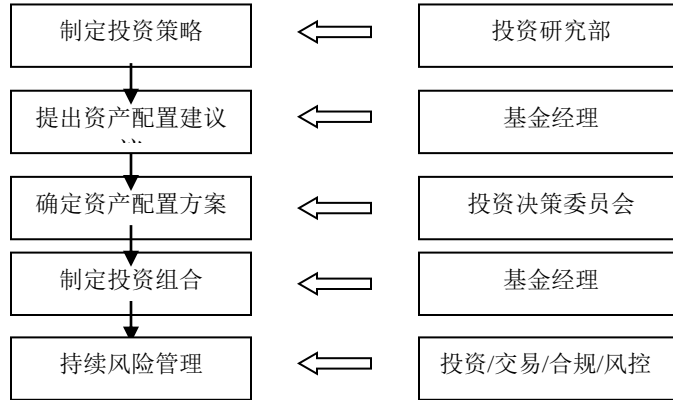 制定投资策略
投资研究部
提出资产配置建议
基金经理
确定资产配置方案
投资决策委员会
制定投资组合
基金经理
持续风险管理
投资/交易/合规/风控